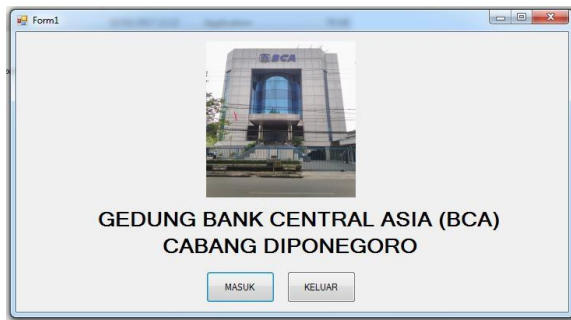 Form1
BCA
GEDUNG BANK CENTRAL ASIA (BCA)
CABANG DIPONEGORO
MASUK
KELUAR